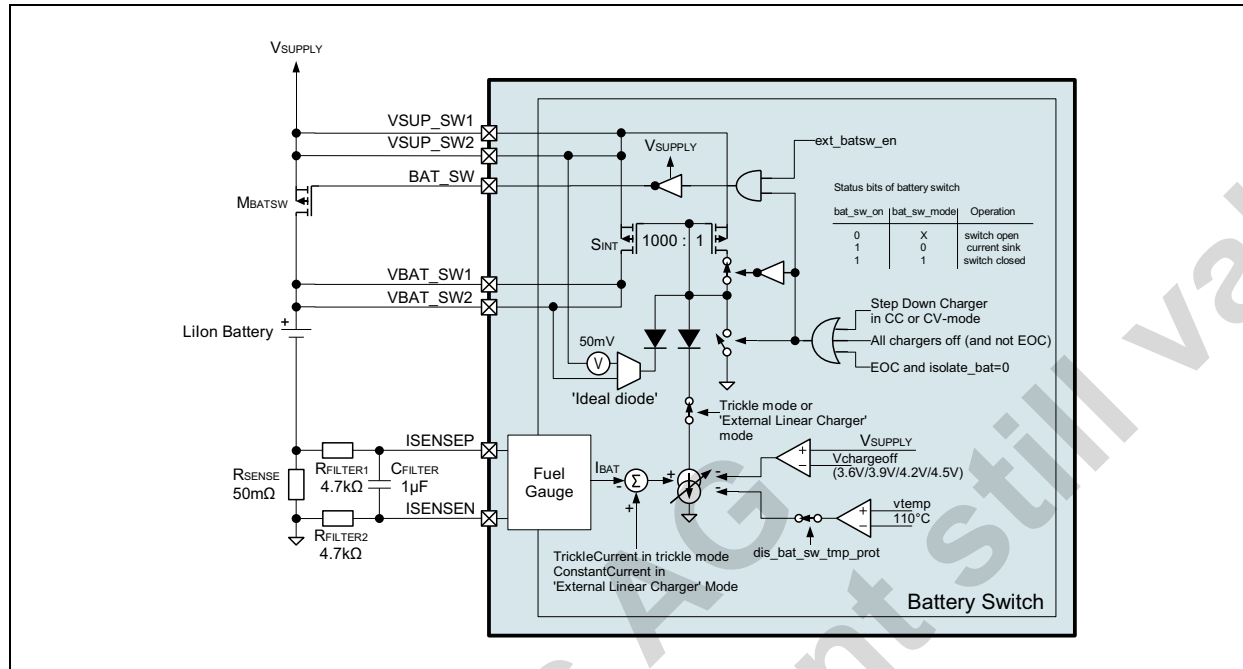 VSUPPLY
VSUP_SW1
VSUP_SW2
BAT_SW
MBATSW
VBAT_SW1
VBAT_SW2
LiIon Battery
+
ISENSEP
RSENSE
50mΩ
RFILTER1
4.7kΩ
CFILTER
1µF
ISENSEN
RFILTER2
4.7kΩ
VSUPPLY
ext_batsw_en
Status bits of battery switch
bat_sw_on bat_sw_mode Operation
0 X switch open
1 0 current sink
1 1 switch closed
SINT
1000 : 1
50mV
V
'Ideal diode'
Step Down Charger
in CC or CV-mode
All chargers off (and not EOC)
EOC and isolate_bat=0
Trickle mode or
'External Linear Charger'
mode
Fuel
Gauge
IBAT
-
Σ
+
+
-
-
VSUPPLY
+
-
Vchargeoff
(3.6V/3.9V/4.2V/4.5V)
vtemp
+
-
110°C
dis_bat_sw_tmp_prot
TrickleCurrent in trickle mode
ConstantCurrent in
'External Linear Charger' Mode
Battery Switch
AG
nt still va